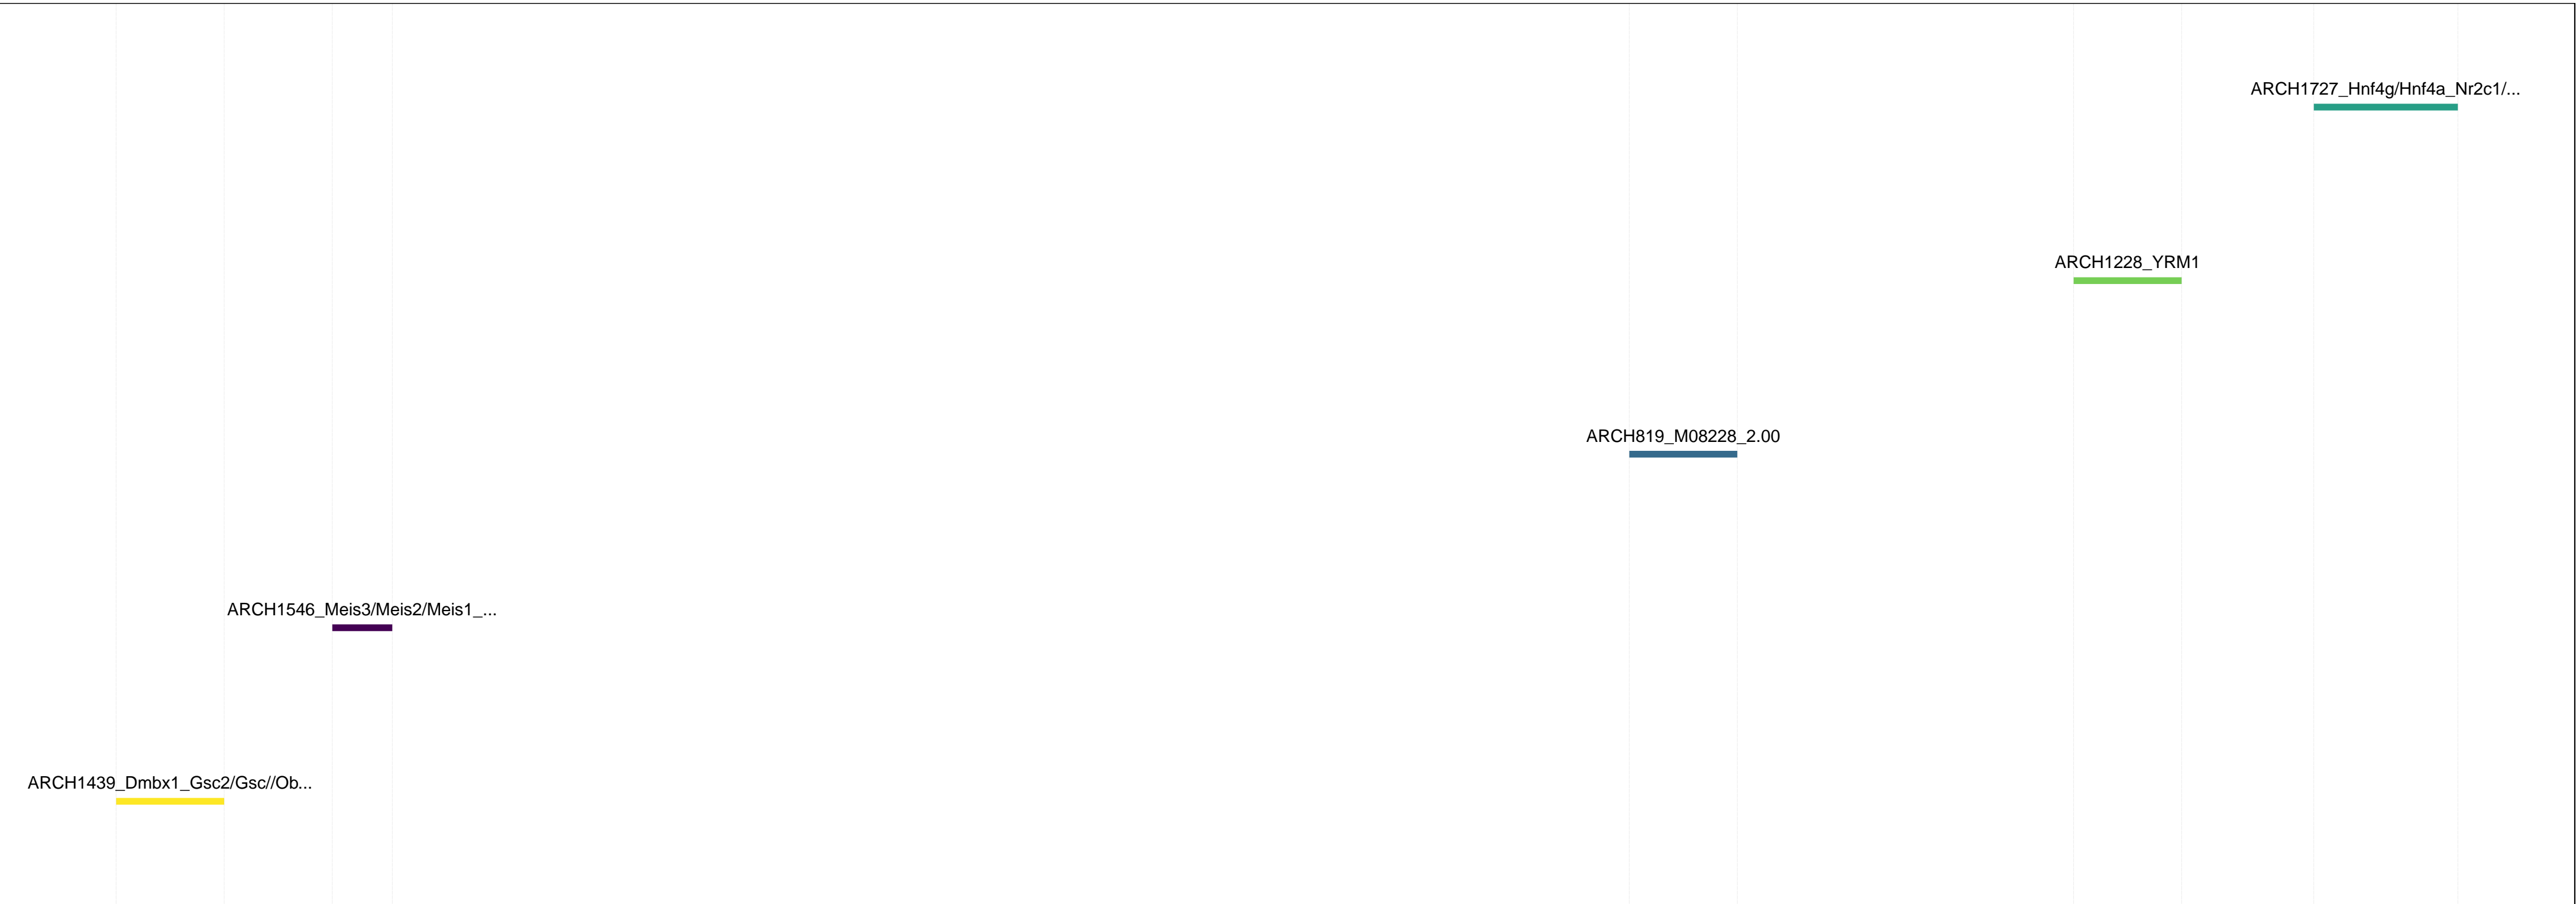 ARCH1727_Hnf4g/Hnf4a_Nr2c1/...
ARCH1228_YRM1
ARCH819_M08228_2.00
ARCH1546_Meis3/Meis2/Meis1_...
ARCH1439_Dmbx1_Gsc2/Gsc//Ob...